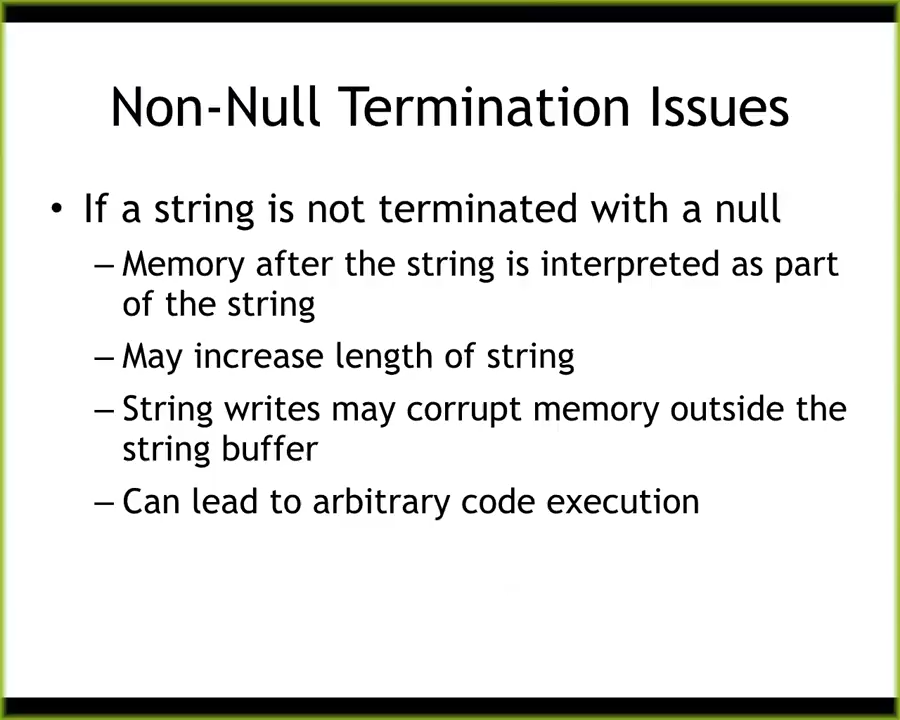 Non-Null Termination Issues
• If a string is not terminated with a null
– Memory after the string is interpreted as part
of the string
– May increase length of string
– String writes may corrupt memory outside the
string buffer
– Can lead to arbitrary code execution